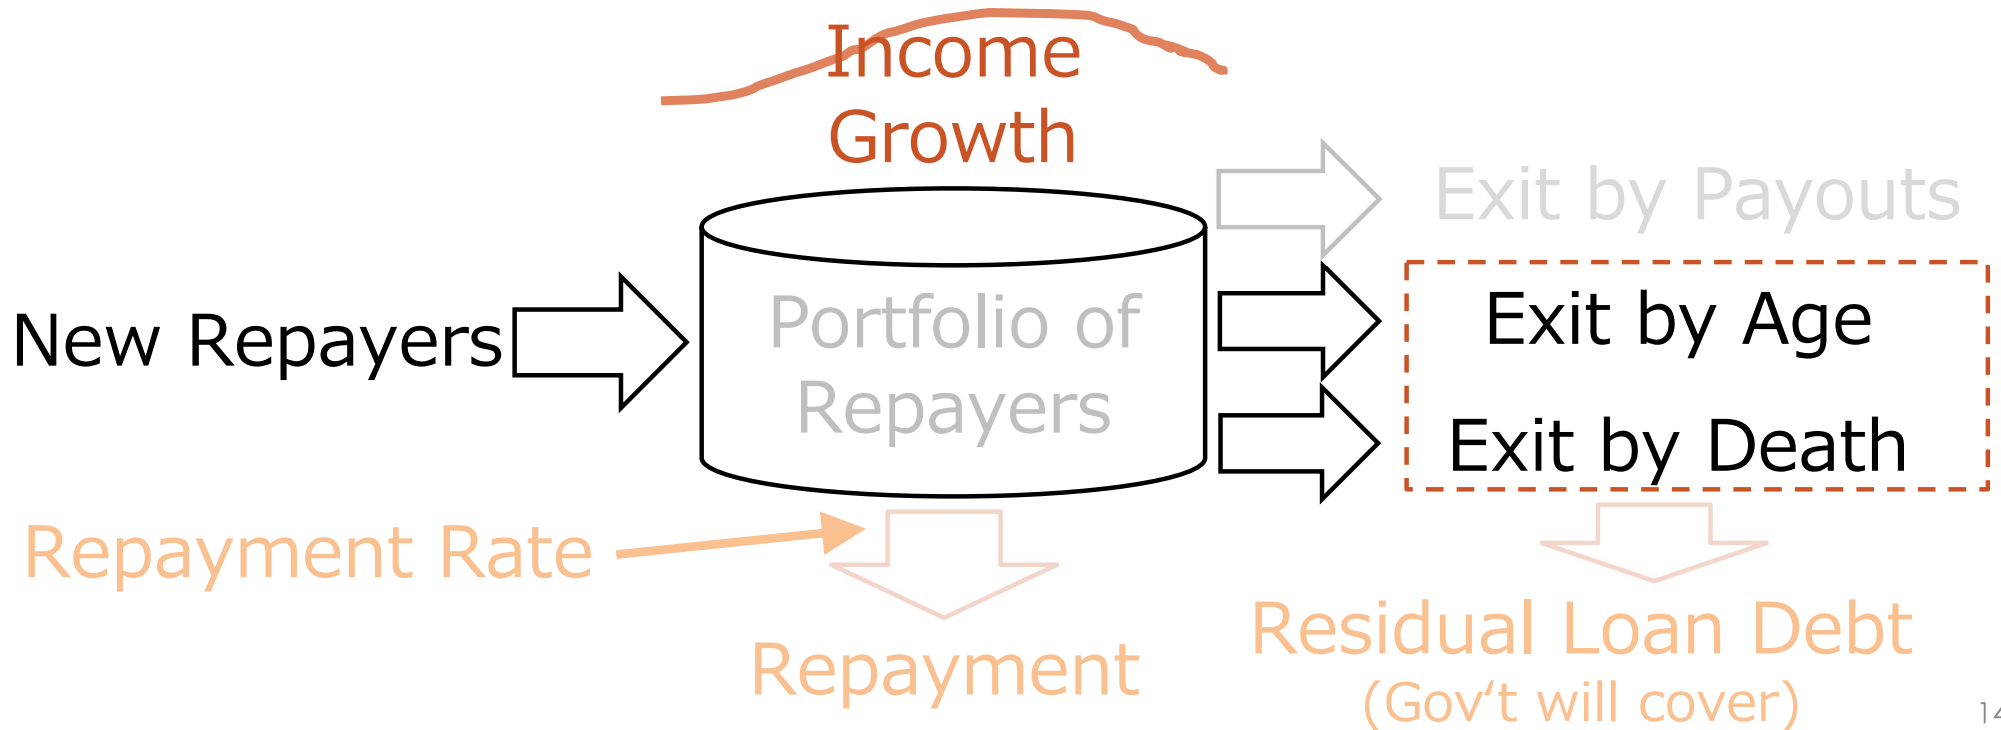 Income
Growth
Exit by Payouts
New Repayers
Portfolio of
Repayers
Exit by Age
Exit by Death
Repayment Rate
Repayment
Residual Loan Debt
(Gov‘t will cover)
14